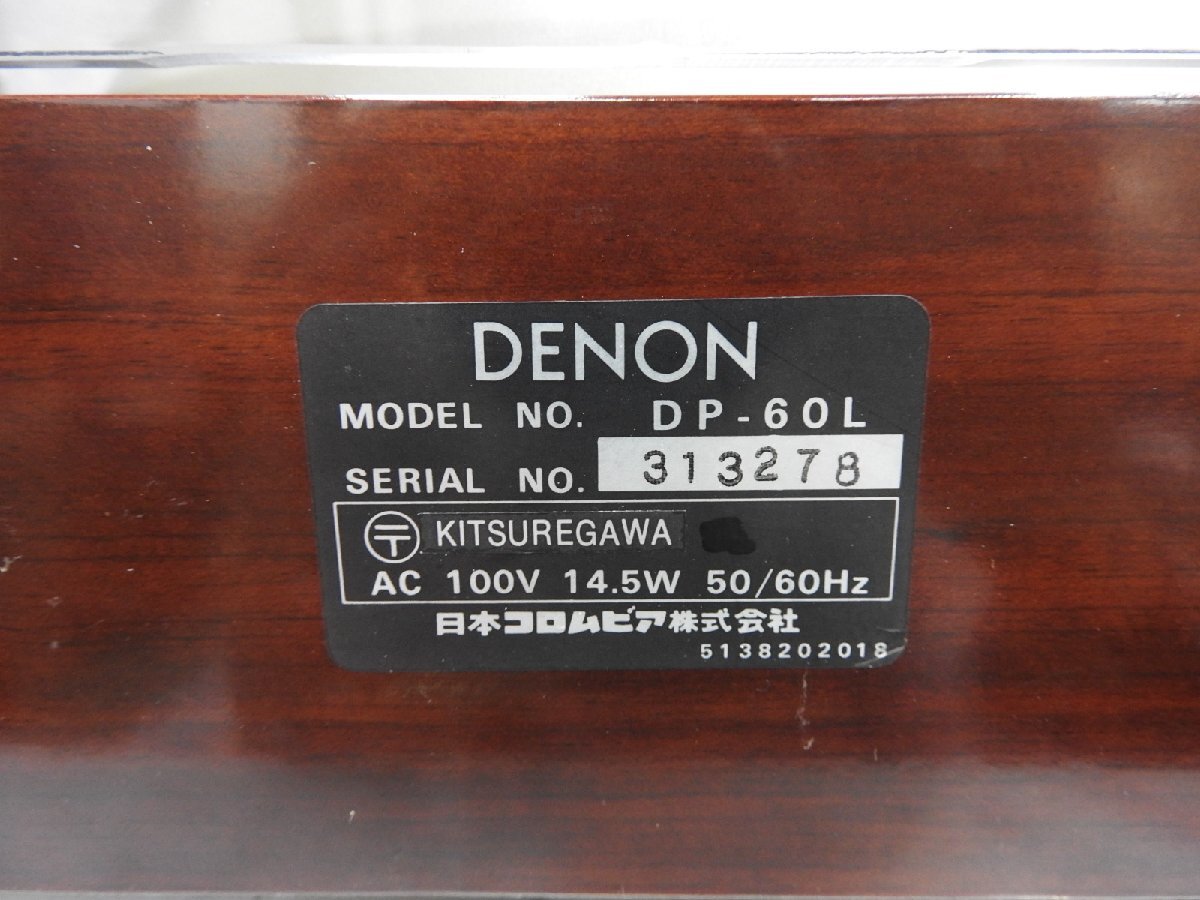 DENON
MODEL NO. DP-60L
SERIAL NO. 313278
〒 KITSUREGAWA
AC 100V 14.5W 50/60Hz
日本コロムビア株式会社
5138202018